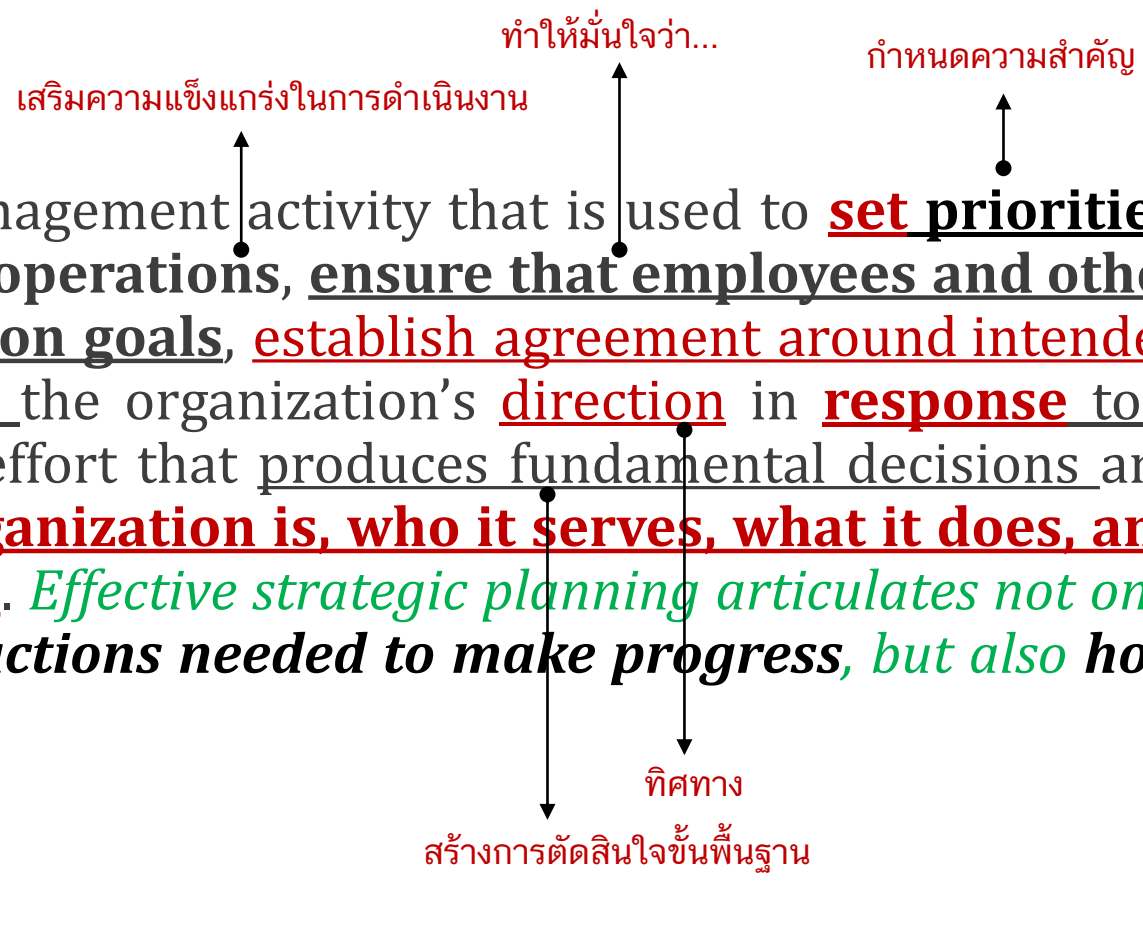 ทำให้มั่นใจว่า...
กำหนดความสำคัญ
เสริมความแข็งแกร่งในการดำเนินงาน
nagement activity that is used to set prioritie
operations, ensure that employees and othe
on goals, establish agreement around intende
the organization's direction in response to
effort that produces fundamental decisions an
ganization is, who it serves, what it does, an
. Effective strategic planning articulates not on
actions needed to make progress, but also ho
ทิศทาง
สร้างการตัดสินใจขั้นพื้นฐาน